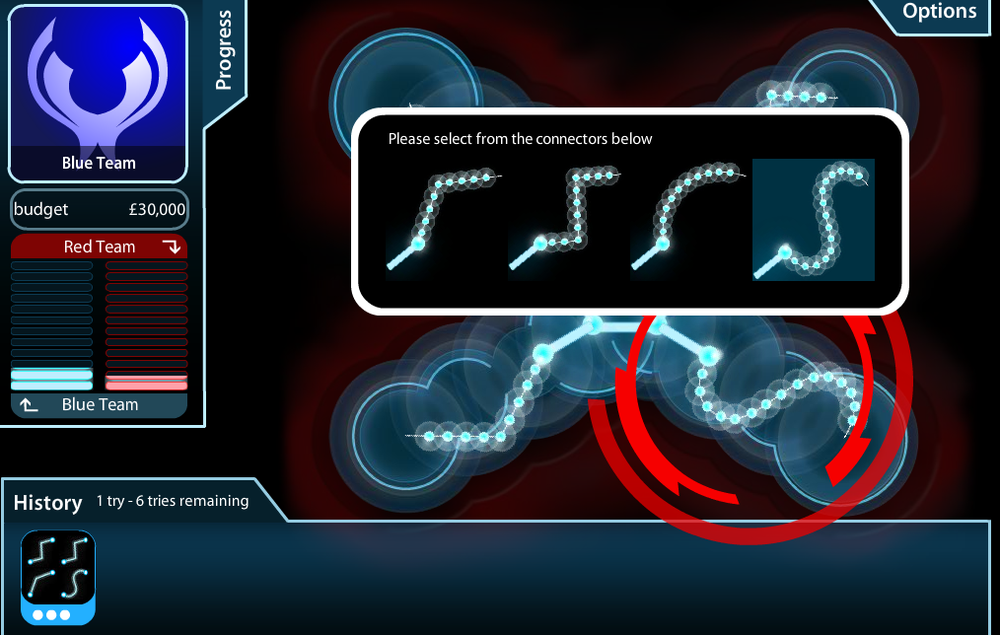 Progress
Options
Blue Team
budget £30,000
Red Team
Blue Team
Please select from the connectors below
History 1 try - 6 tries remaining